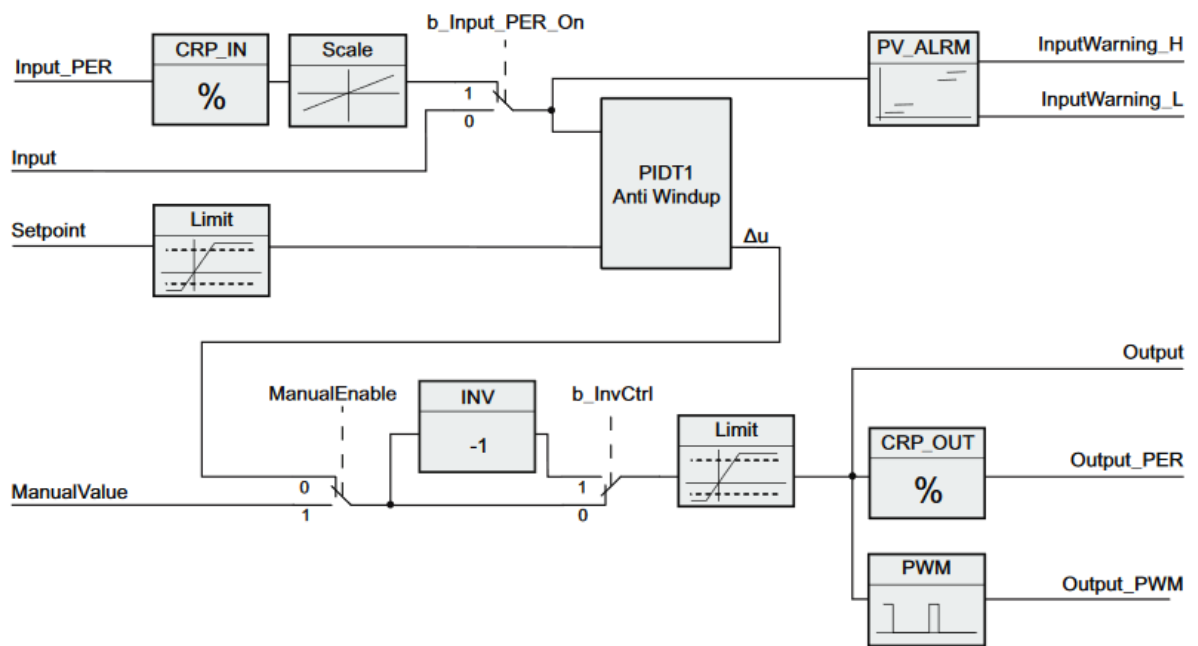 b_Input_PER_On
Input_PER
CRP_IN
%
Scale
1
0
PV_ALRM
InputWarning_H
InputWarning_L
Input
PIDT1
Anti Windup
Setpoint
Limit
Δu
ManualEnable
INV
-1
b_InvCtrl
Limit
Output
CRP_OUT
%
Output_PER
ManualValue
0
1
1
0
PWM
Output_PWM